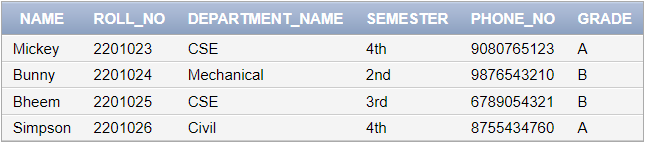 NAME ROLL_NO DEPARTMENT_NAME SEMESTER PHONE_NO GRADE
Mickey 2201023 CSE 4th 9080765123 A
Bunny 2201024 Mechanical 2nd 9876543210 B
Bheem 2201025 CSE 3rd 6789054321 B
Simpson 2201026 Civil 4th 8755434760 A